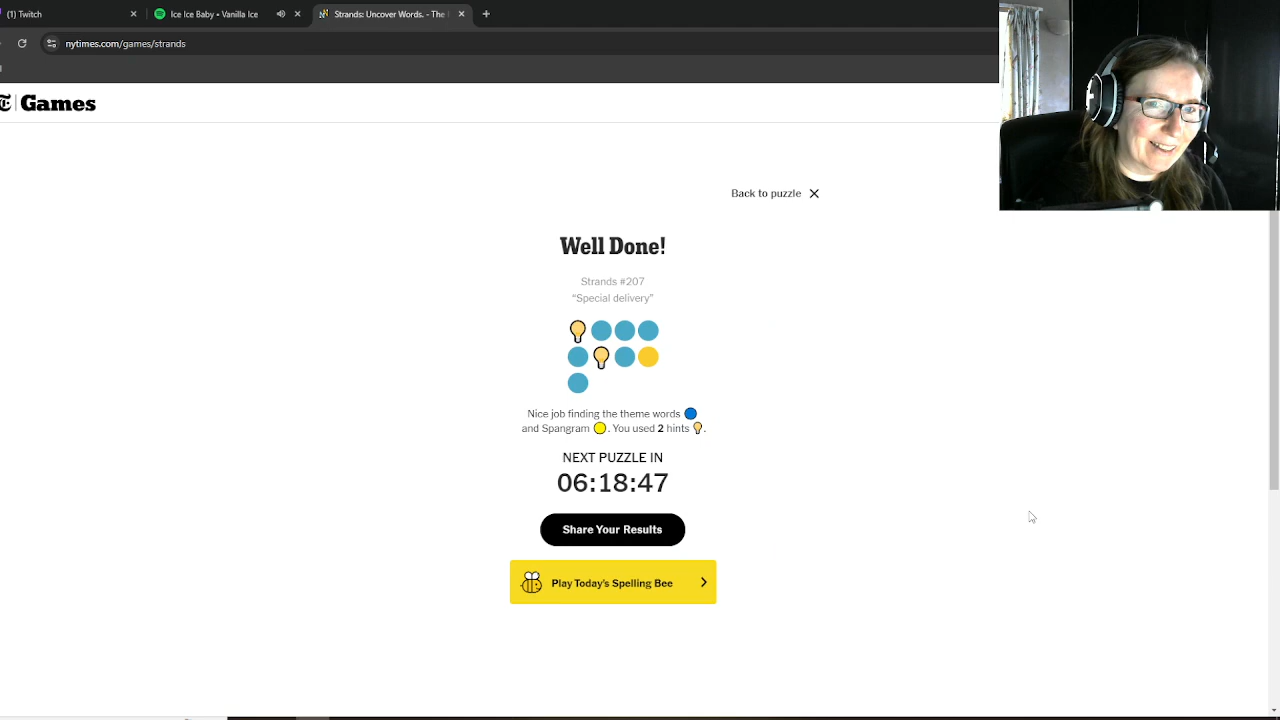 (1) Twitch
Ice Ice Baby - Vanilla Ice
Strands: Uncover Words. - The
nytimes.com/games/strands
Games
Back to puzzle
Well Done!
Strands #207
“Special delivery”
Nice job finding the theme words
and Spangram . You used 2 hints .
NEXT PUZZLE IN
06:18:47
Share Your Results
Play Today's Spelling Bee